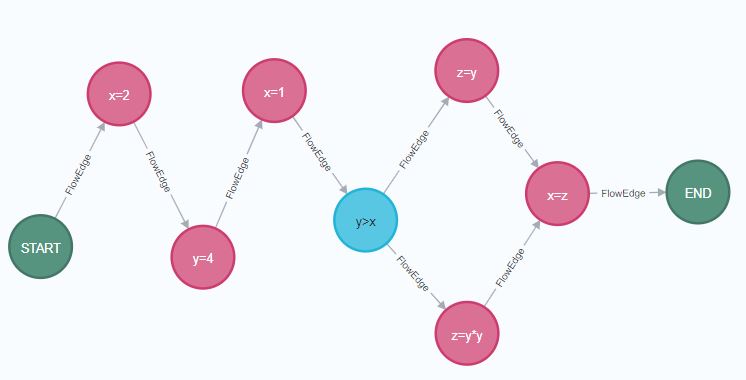 START
FlowEdge
x=2
FlowEdge
y=4
FlowEdge
x=1
FlowEdge
y>x
FlowEdge
z=y
FlowEdge
FlowEdge
z=y*y
FlowEdge
x=z
FlowEdge
END